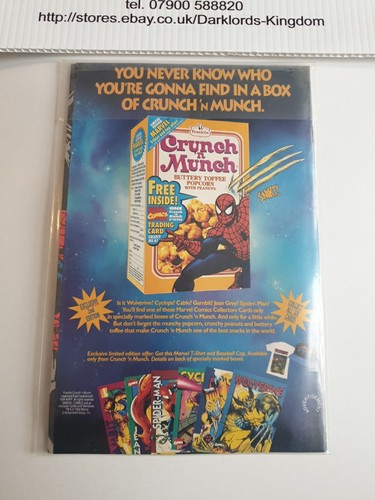 tel. 07900 588820
http://stores.ebay.co.uk/Darklords-Kingdom
YOU NEVER KNOW WHO
YOU'RE GONNA FIND IN A BOX
OF CRUNCH 'N MUNCH.
Franklin
Crunch
'n
Munch
BUTTERY TOFFEE
POPCORN
WITH PEANUTS
FREE
INSIDE!
COMICS
TRADING
CARD
SNIKT!
Is it Wolverine? Cyclops? Cable? Gambit? Jean Grey? Spider-Man?
You'll find one of these Marvel Comics Collectors Cards only
in specially marked boxes of Crunch 'n Munch. And only for a little while.
But don't forget the munchy popcorn, crunchy peanuts and buttery
toffee that make Crunch 'n Munch one of the best snacks in the world.
Exclusive limited edition offer: Get this Marvel T-Shirt and Baseball Cap. Available
only from Crunch 'n Munch. Details on back of specially marked boxes.
JEAN
SPIDER-MAN
CYCL
WOLVERINE